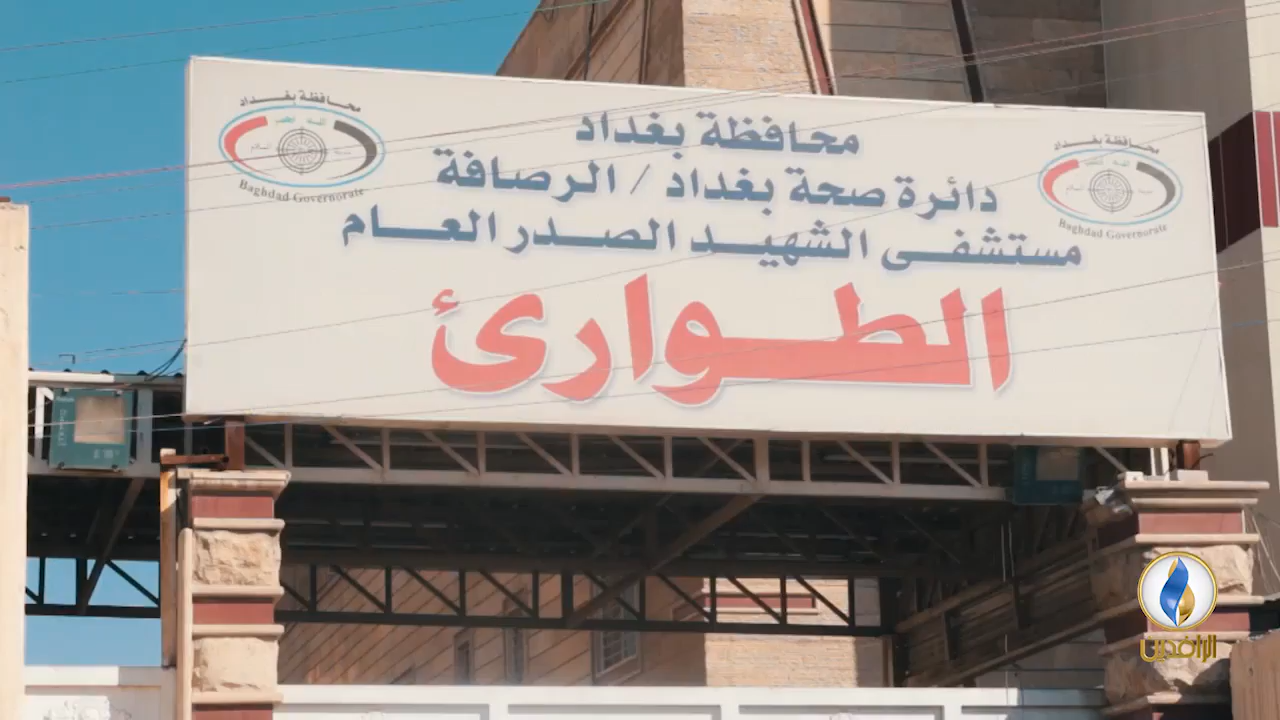 محافظة بغداد
دائرة صحة بغداد / الرصافة
مستشفى الشهيد الصدر العام
الطوارئ
محافظة بغداد
Baghdad Governorate
محافظة بغداد
Baghdad Governorate
الرافدين